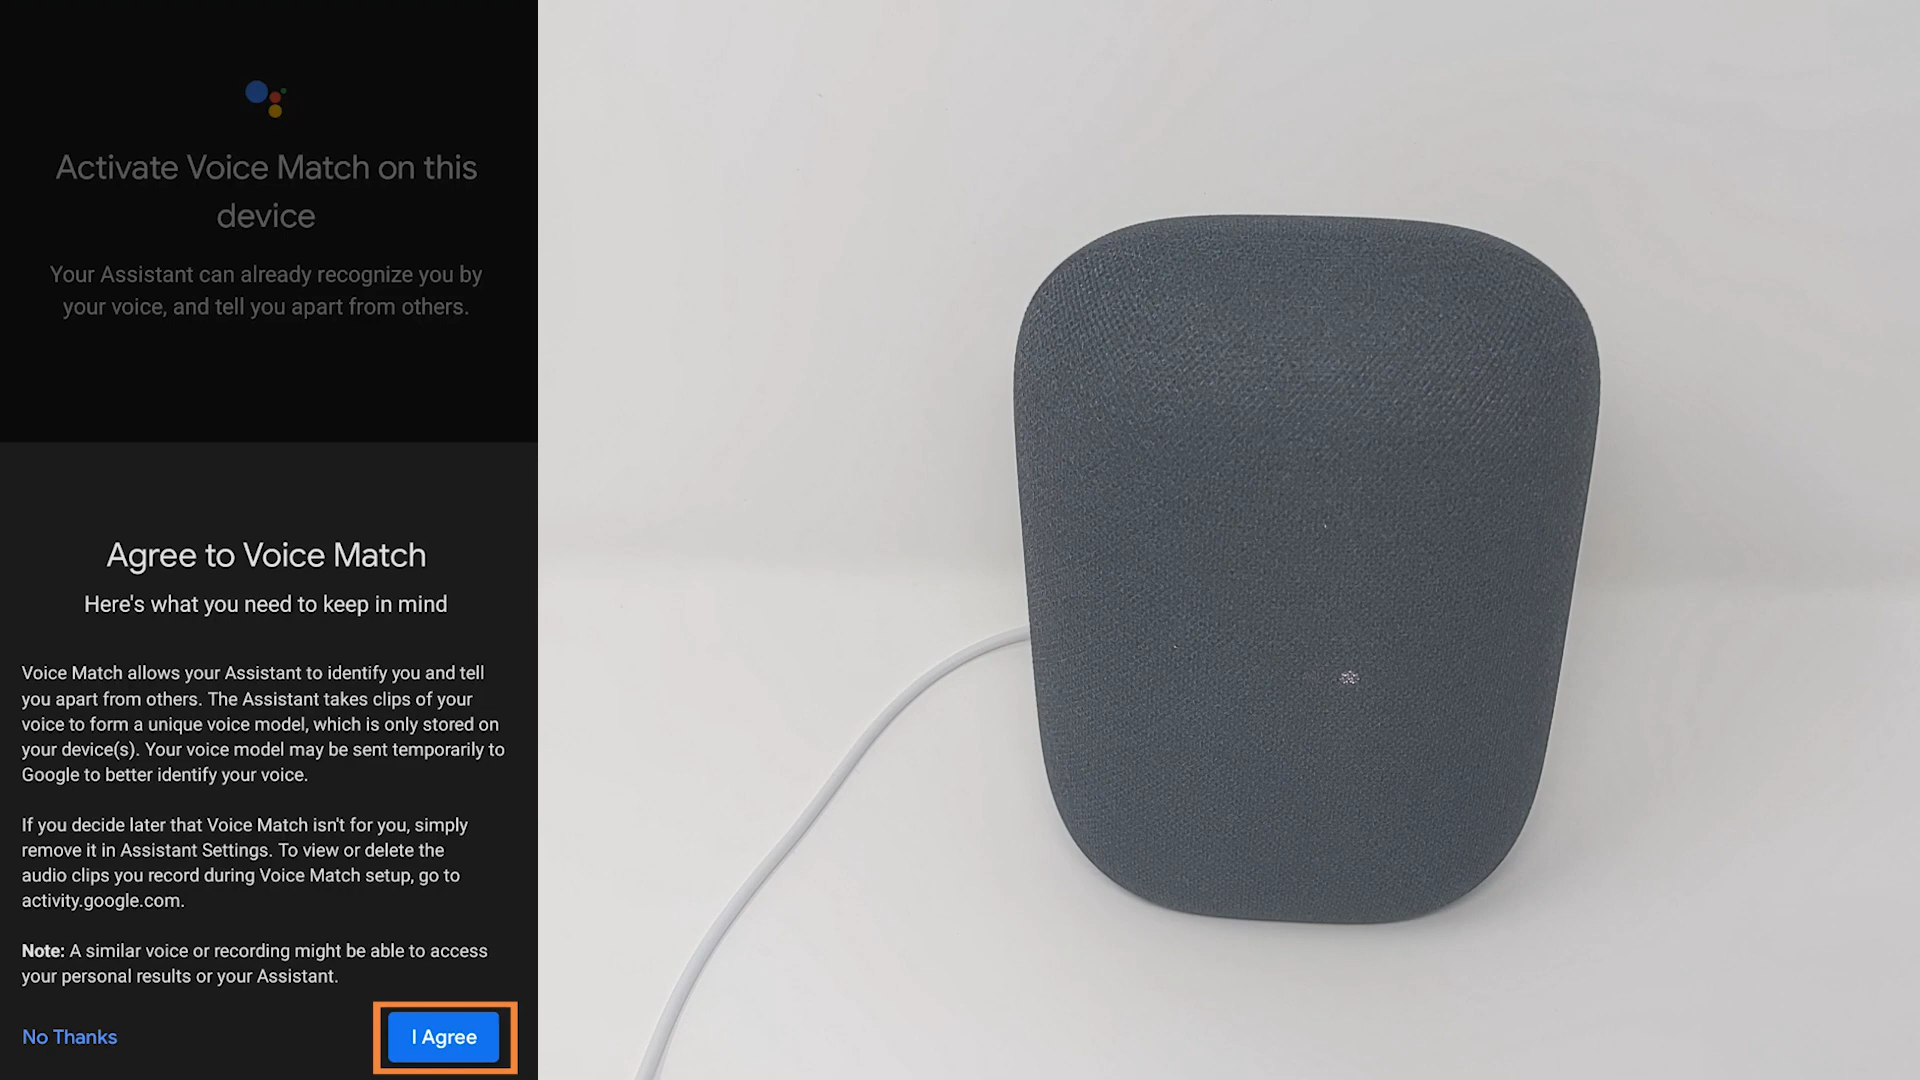 Activate Voice Match on this
device
Your Assistant can already recognize you by
your voice, and tell you apart from others.
Agree to Voice Match
Here's what you need to keep in mind
Voice Match allows your Assistant to identify you and tell
you apart from others. The Assistant takes clips of your
voice to form a unique voice model, which is only stored on
your device(s). Your voice model may be sent temporarily to
Google to better identify your voice.
If you decide later that Voice Match isn't for you, simply
remove it in Assistant Settings. To view or delete the
audio clips you record during Voice Match setup, go to
activity.google.com.
Note: A similar voice or recording might be able to access
your personal results or your Assistant.
No Thanks
I Agree